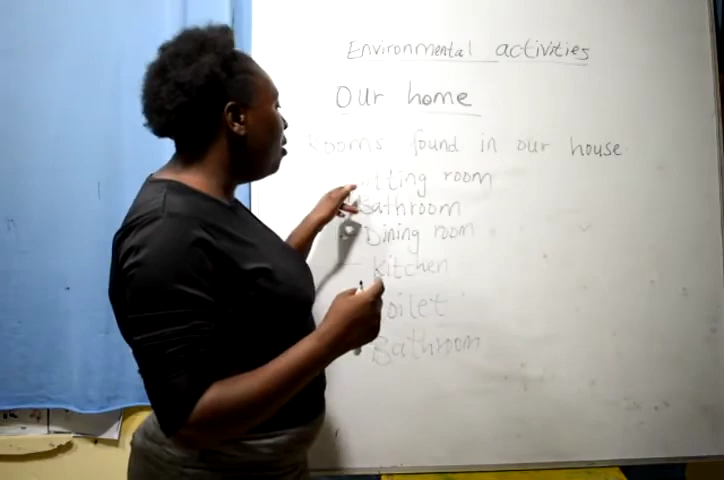 Environmental activities
Our home
Rooms found in our house
Sitting room
Bathroom
Dining room
Kitchen
Toilet
Bathroom